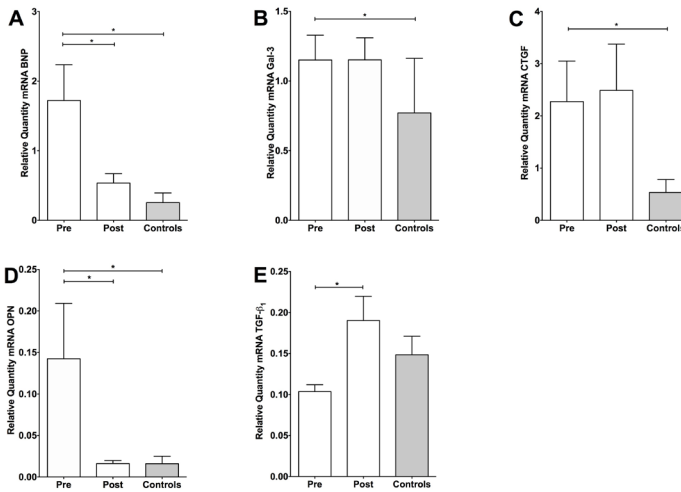 A
Relative Quantity mRNA BNP
3
2
1
0
*
*
Pre
Post
Controls
B
Relative Quantity mRNA Gal-3
1.5
1.0
0.5
0.0
*
Pre
Post
Controls
C
Relative Quantity mRNA CTGF
4
3
2
1
0
*
Pre
Post
Controls
D
Relative Quantity mRNA OPN
0.25
0.20
0.15
0.10
0.05
0.00
*
*
Pre
Post
Controls
E
Relative Quantity mRNA TGF-β₁
0.25
0.20
0.15
0.10
0.05
0.00
*
Pre
Post
Controls